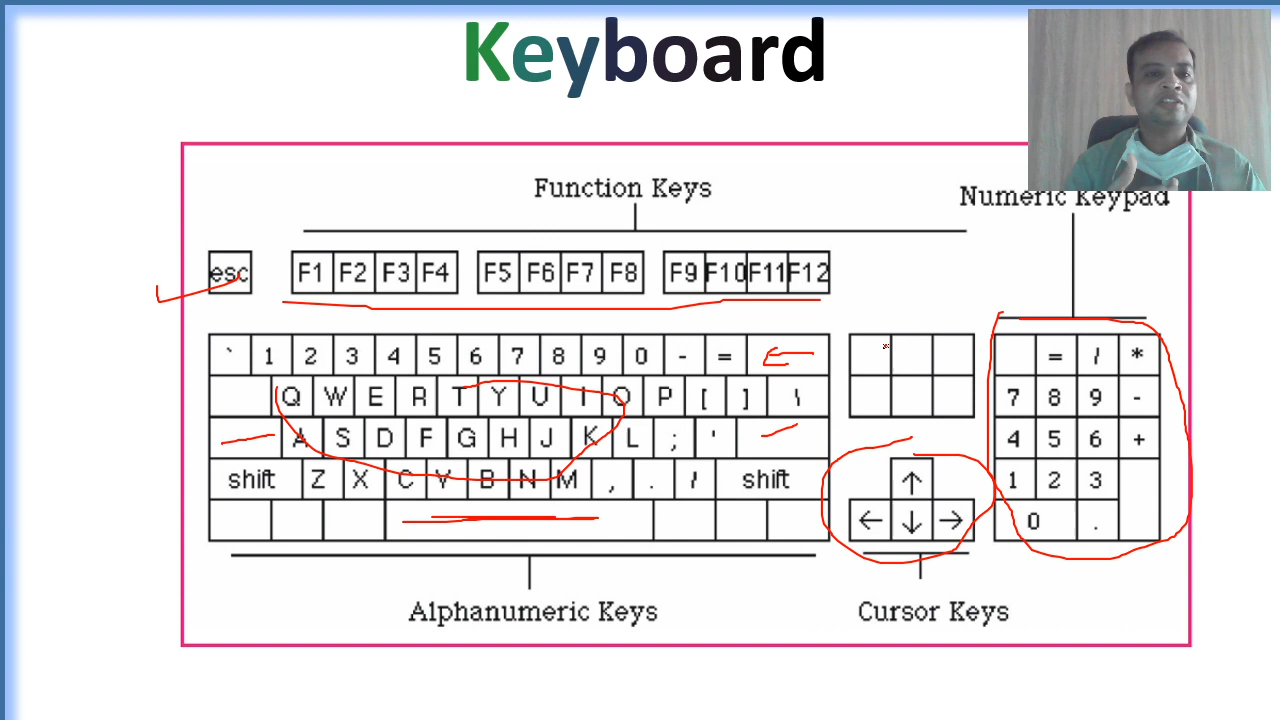 Keyboard
Function Keys
Numeric Keypad
esc F1 F2 F3 F4 F5 F6 F7 F8 F9 F10 F11 F12
` 1 2 3 4 5 6 7 8 9 0 - = = / *
Q W E R T Y U I O P [ ] \ 7 8 9 -
A S D F G H J K L ; ' 4 5 6 +
shift Z X C V B N M , . / shift ↑ 1 2 3
← ↓ → 0 .
Alphanumeric Keys
Cursor Keys